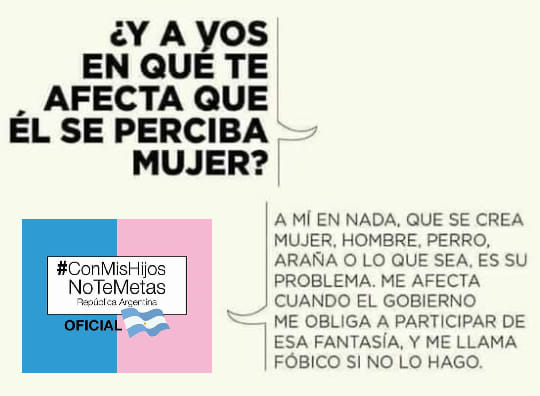 ¿Y A VOS
EN QUÉ TE
AFECTA QUE
ÉL SE PERCIBA
MUJER?
A MÍ EN NADA, QUE SE CREA
MUJER, HOMBRE, PERRO,
ARAÑA O LO QUE SEA, ES SU
PROBLEMA. ME AFECTA
CUANDO EL GOBIERNO
ME OBLIGA A PARTICIPAR DE
ESA FANTASÍA, Y ME LLAMA
FÓBICO SI NO LO HAGO.
#ConMisHijos
NoTeMetas
República Argentina
OFICIAL